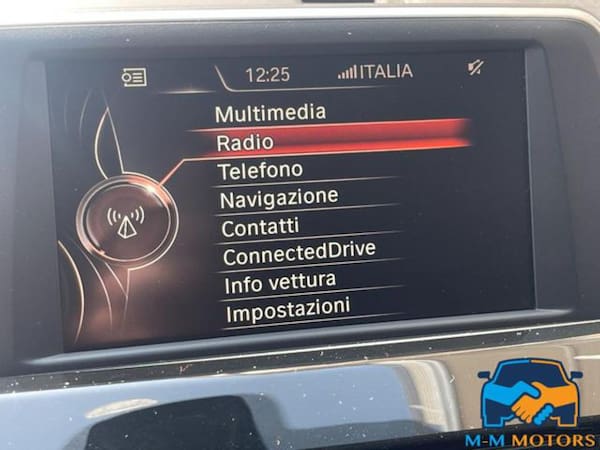 12:25 ITALIA
Multimedia
Radio
Telefono
Navigazione
Contatti
ConnectedDrive
Info vettura
Impostazioni
M-M MOTORS